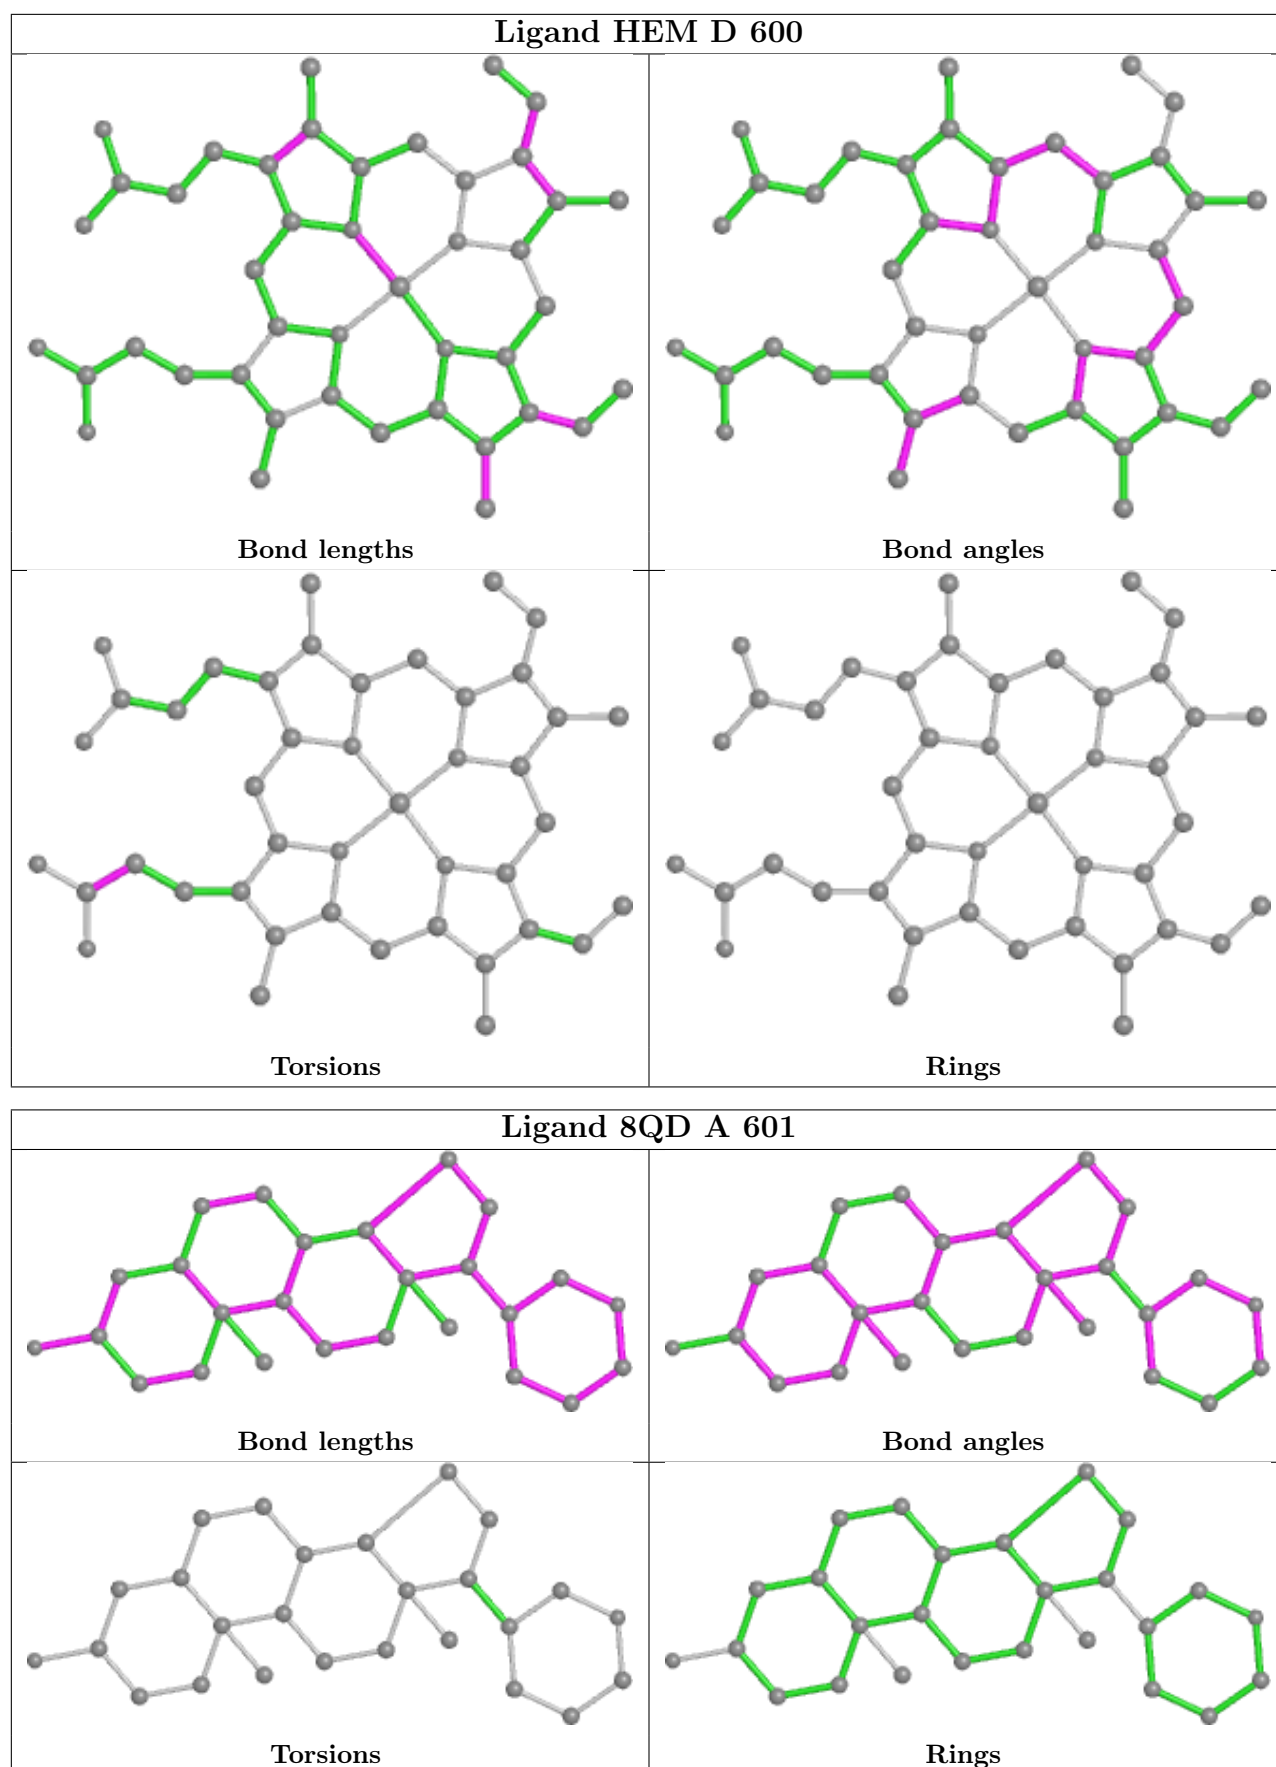 Ligand HEM D 600
Bond lengths
Bond angles
Torsions
Rings
Ligand 8QD A 601
Bond lengths
Bond angles
Torsions
Rings